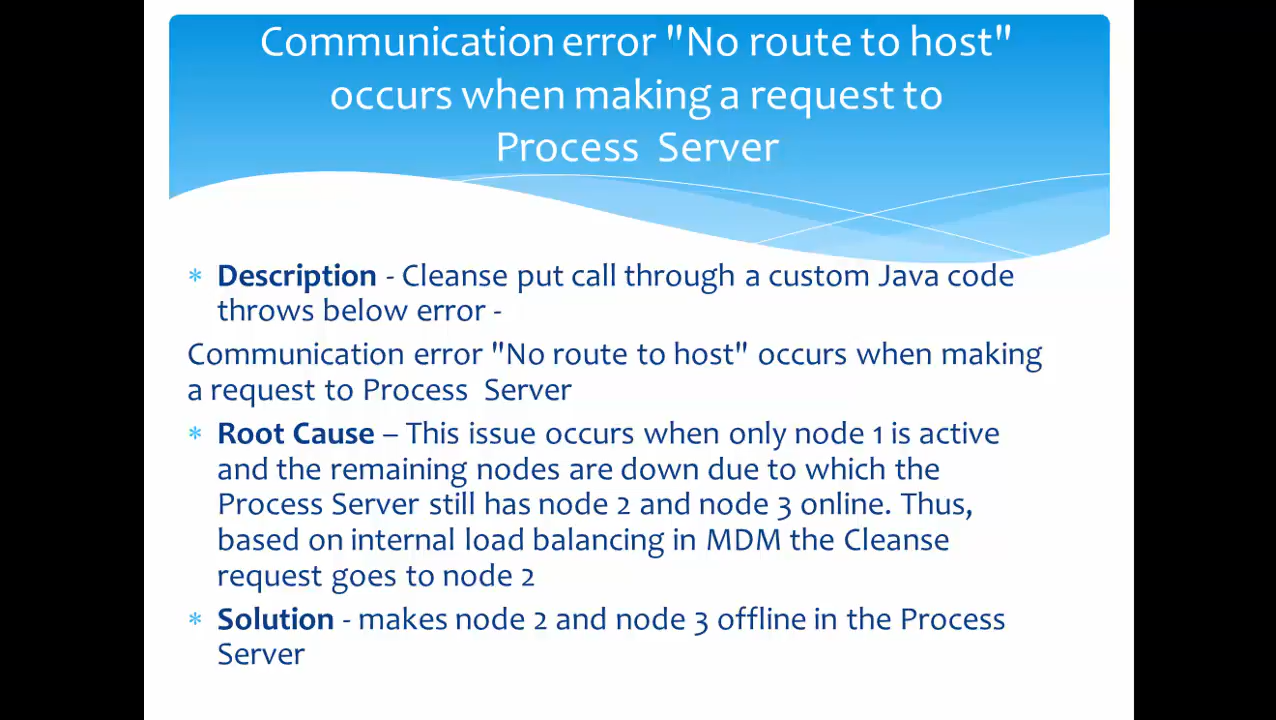 Communication error "No route to host"
occurs when making a request to
Process  Server
* Description - Cleanse put call through a custom Java code
throws below error -
Communication error "No route to host" occurs when making
a request to Process  Server
* Root Cause – This issue occurs when only node 1 is active
and the remaining nodes are down due to which the
Process Server still has node 2 and node 3 online. Thus,
based on internal load balancing in MDM the Cleanse
request goes to node 2
* Solution - makes node 2 and node 3 offline in the Process
Server